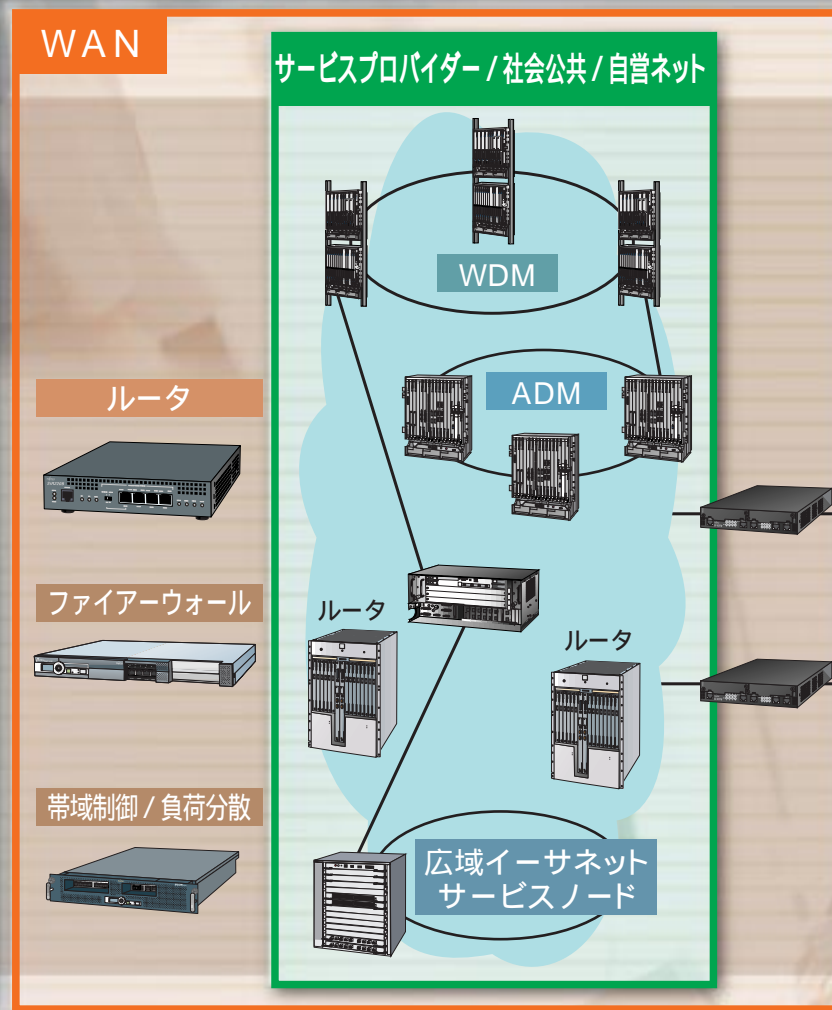 WAN
サービスプロバイダー / 社会公共 / 自営ネット
WDM
ADM
ルータ
ファイアーウォール
ルータ
ルータ
帯域制御 / 負荷分散
広域イーサネット
サービスノード